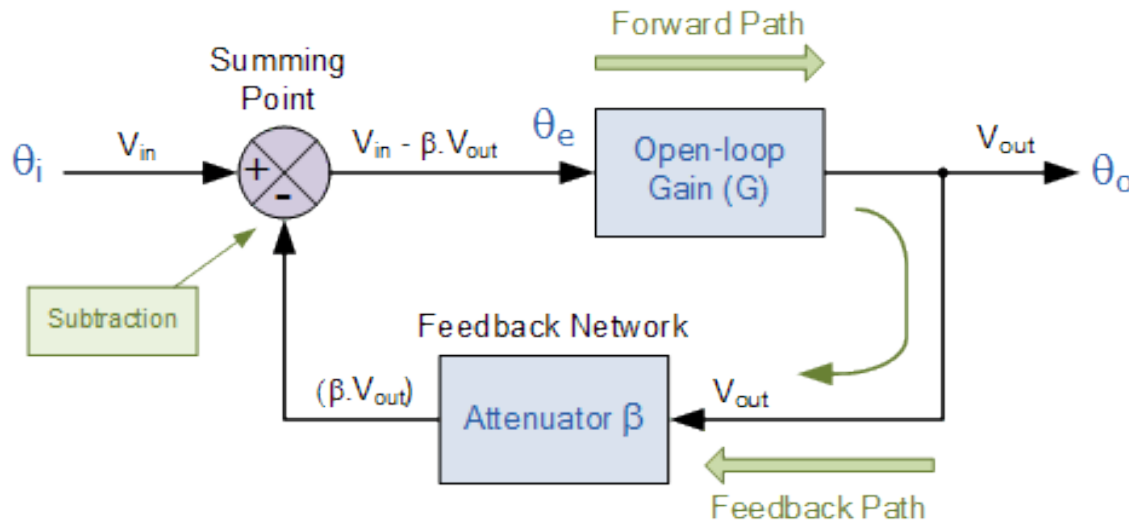 Forward Path
Summing
Point
θi
Vin
+
-
Vin - β.Vout
θe
Open-loop
Gain (G)
Vout
θo
Subtraction
Feedback Network
(β.Vout)
Attenuator β
Vout
Feedback Path